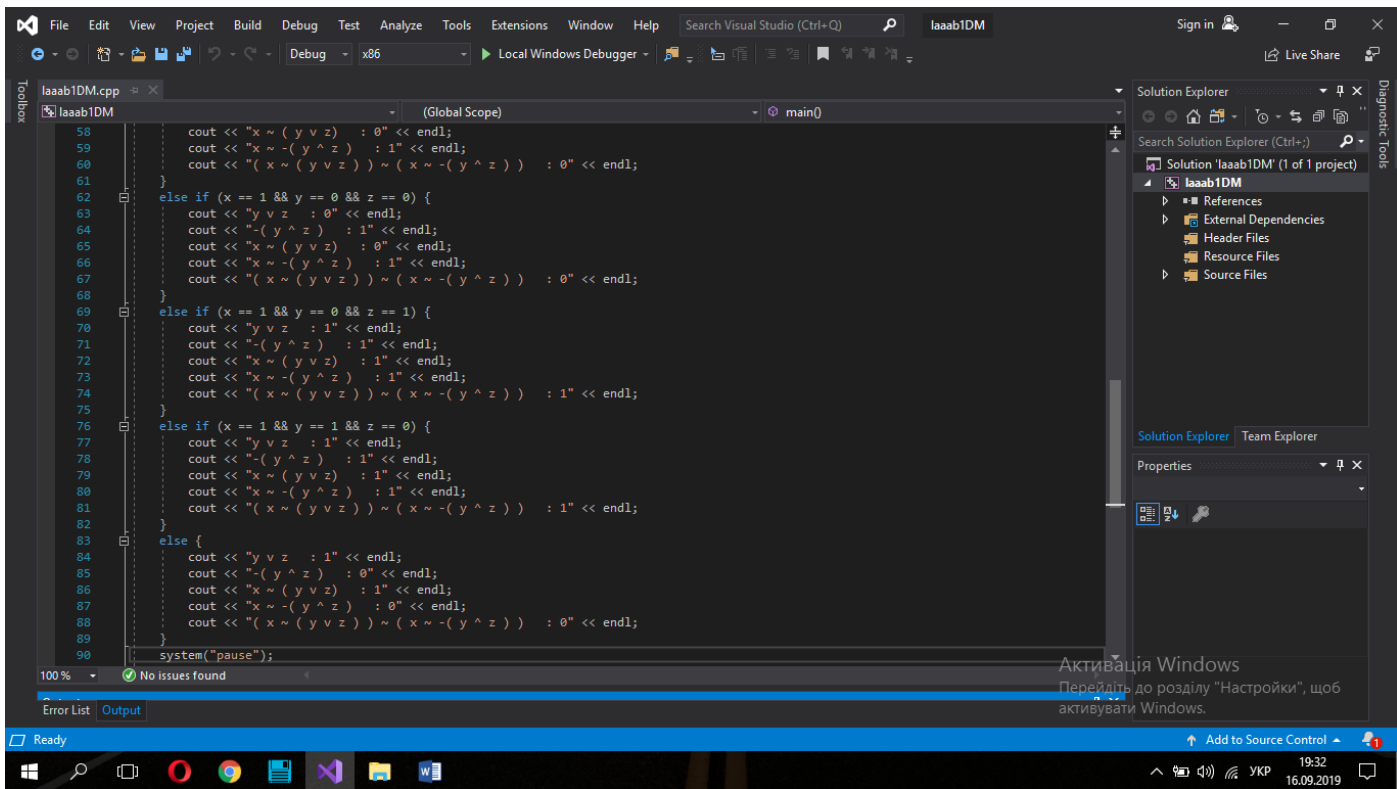 File Edit View Project Build Debug Test Analyze Tools Extensions Window Help Search Visual Studio (Ctrl+Q) laaab1DM Sign in
Debug x86 Local Windows Debugger Live Share
Toolbox
laaab1DM.cpp
laaab1DM (Global Scope) main()
58 cout << "x ~ ( y v z)   : 0" << endl;
59 cout << "x ~ -( y ^ z )   : 1" << endl;
60 cout << "( x ~ ( y v z ) ) ~ ( x ~ -( y ^ z ) )   : 0" << endl;
61 }
62 else if (x == 1 && y == 0 && z == 0) {
63 cout << "y v z   : 0" << endl;
64 cout << "-( y ^ z )   : 1" << endl;
65 cout << "x ~ ( y v z)   : 0" << endl;
66 cout << "x ~ -( y ^ z )   : 1" << endl;
67 cout << "( x ~ ( y v z ) ) ~ ( x ~ -( y ^ z ) )   : 0" << endl;
68 }
69 else if (x == 1 && y == 0 && z == 1) {
70 cout << "y v z   : 1" << endl;
71 cout << "-( y ^ z )   : 1" << endl;
72 cout << "x ~ ( y v z)   : 1" << endl;
73 cout << "x ~ -( y ^ z )   : 1" << endl;
74 cout << "( x ~ ( y v z ) ) ~ ( x ~ -( y ^ z ) )   : 1" << endl;
75 }
76 else if (x == 1 && y == 1 && z == 0) {
77 cout << "y v z   : 1" << endl;
78 cout << "-( y ^ z )   : 1" << endl;
79 cout << "x ~ ( y v z)   : 1" << endl;
80 cout << "x ~ -( y ^ z )   : 1" << endl;
81 cout << "( x ~ ( y v z ) ) ~ ( x ~ -( y ^ z ) )   : 1" << endl;
82 }
83 else {
84 cout << "y v z   : 1" << endl;
85 cout << "-( y ^ z )   : 0" << endl;
86 cout << "x ~ ( y v z)   : 1" << endl;
87 cout << "x ~ -( y ^ z )   : 0" << endl;
88 cout << "( x ~ ( y v z ) ) ~ ( x ~ -( y ^ z ) )   : 0" << endl;
89 }
90 system("pause");
100 % No issues found
Error List Output
Solution Explorer
Search Solution Explorer (Ctrl+;)
Solution 'laaab1DM' (1 of 1 project)
laaab1DM
References
External Dependencies
Header Files
Resource Files
Source Files
Solution Explorer Team Explorer
Properties
Diagnostic Tools
Активація Windows
Перейдіть до розділу "Настройки", щоб
активувати Windows.
Ready Add to Source Control 1
УКР 19:32
16.09.2019